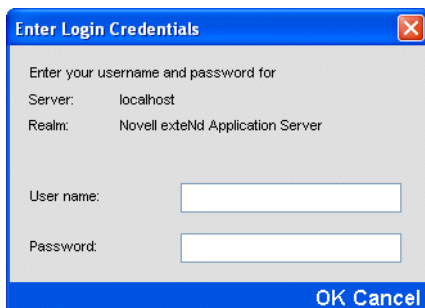 Enter Login Credentials
Enter your username and password for
Server: localhost
Realm: Novell exteNd Application Server
User name:
Password:
OK Cancel